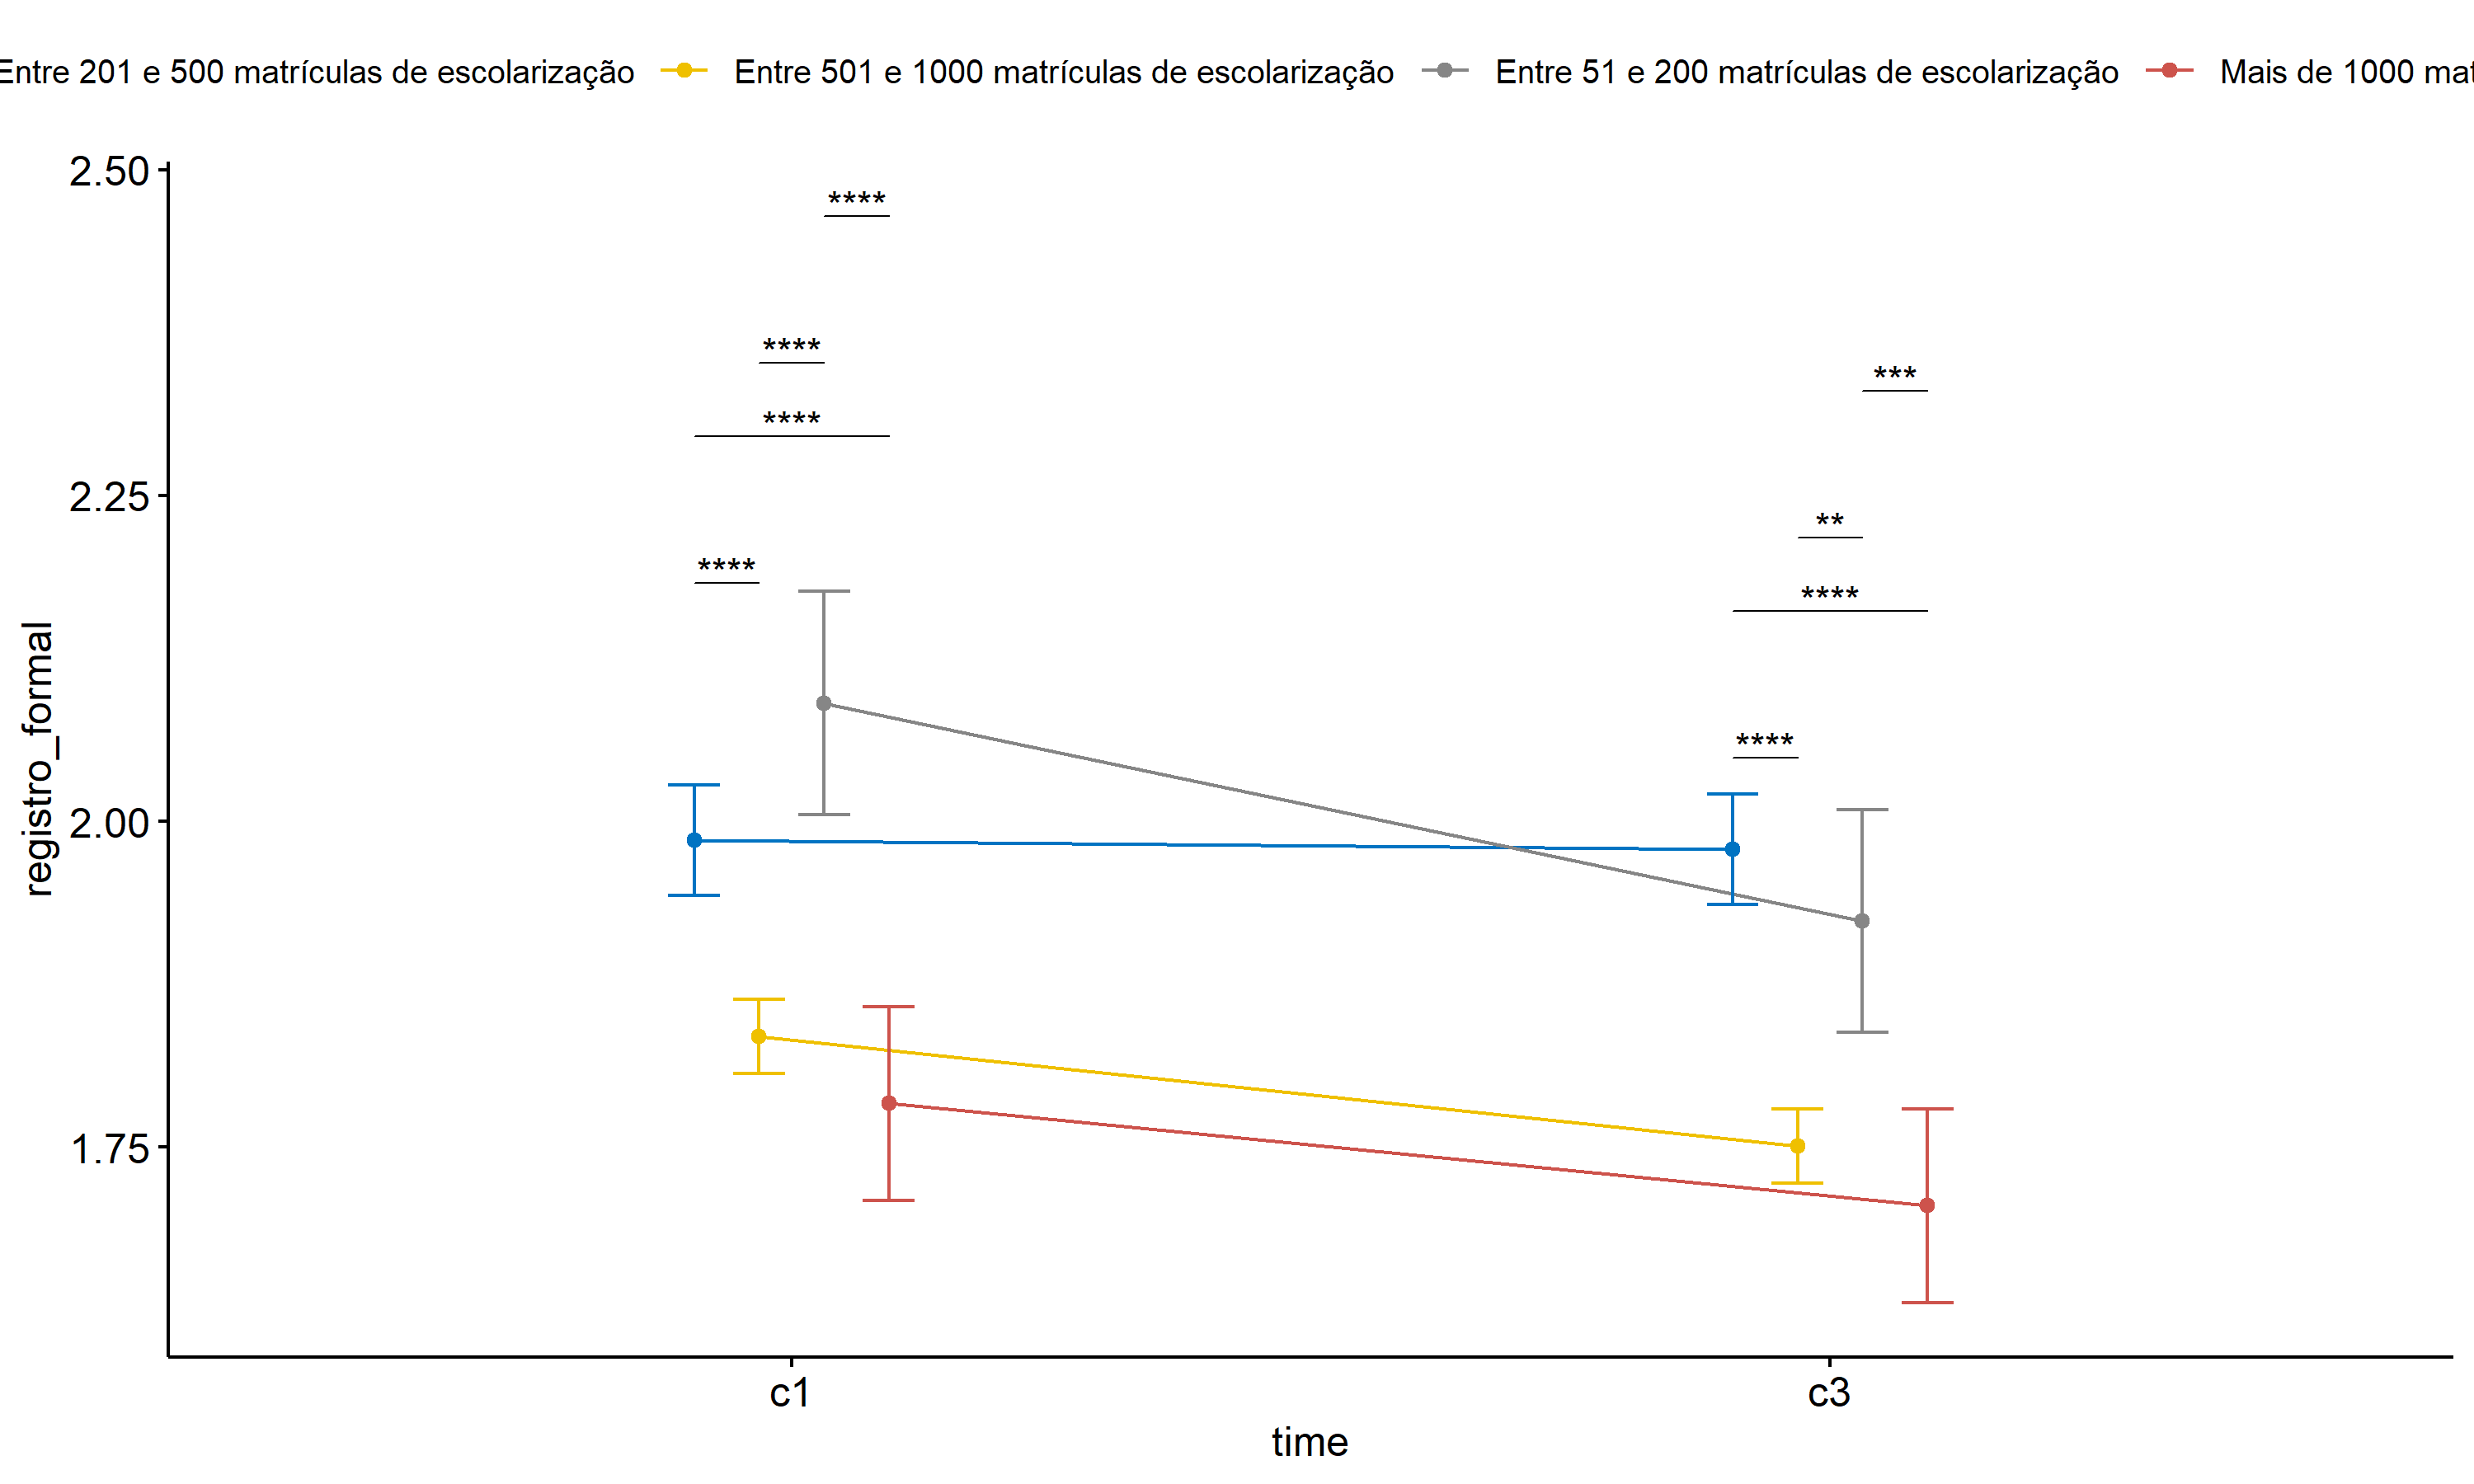 Entre 201 e 500 matrículas de escolarização Entre 501 e 1000 matrículas de escolarização Entre 51 e 200 matrículas de escolarização Mais de 1000
2.50
2.25
2.00
1.75
registro_formal
****
****
****
****
***
**
****
****
c1
c3
time